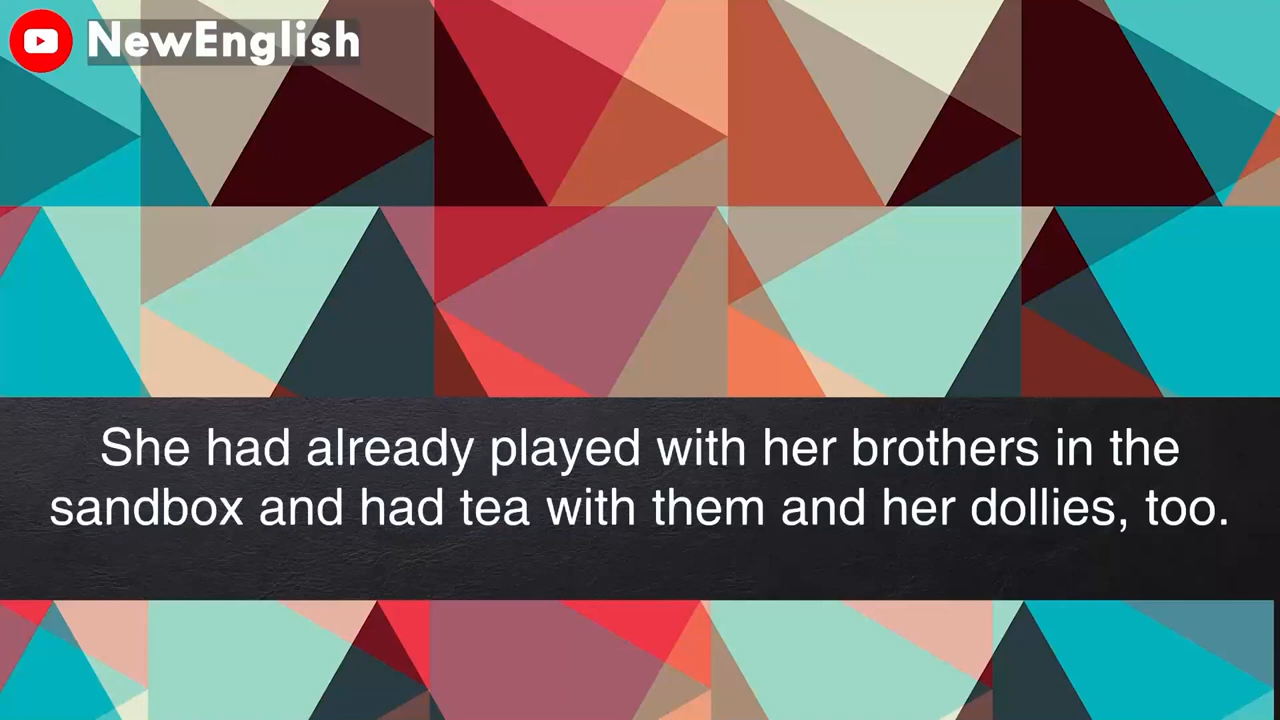 NewEnglish
She had already played with her brothers in the
sandbox and had tea with them and her dollies, too.